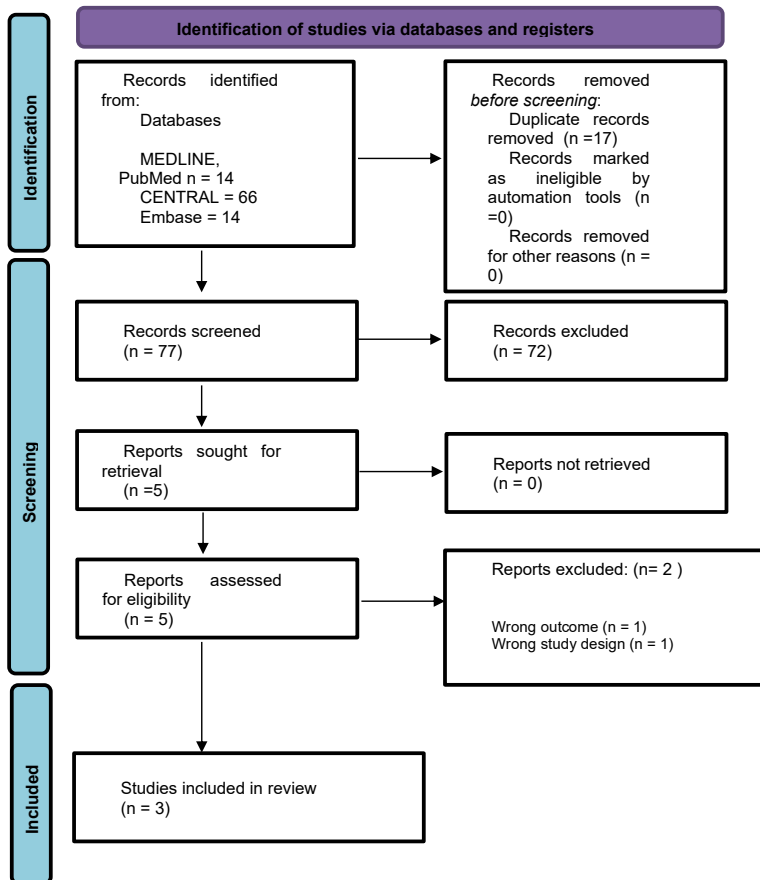 Identification of studies via databases and registers
Identification
Records identified
from:
Databases
MEDLINE,
PubMed n = 14
CENTRAL = 66
Embase = 14
Records removed
before screening:
Duplicate records
removed (n =17)
Records marked
as ineligible by
automation tools (n
=0)
Records removed
for other reasons (n =
0)
Screening
Records screened
(n = 77)
Records excluded
(n = 72)
Reports sought for
retrieval
(n =5)
Reports not retrieved
(n = 0)
Reports assessed
for eligibility
(n = 5)
Reports excluded: (n= 2 )
Wrong outcome (n = 1)
Wrong study design (n = 1)
Included
Studies included in review
(n = 3)